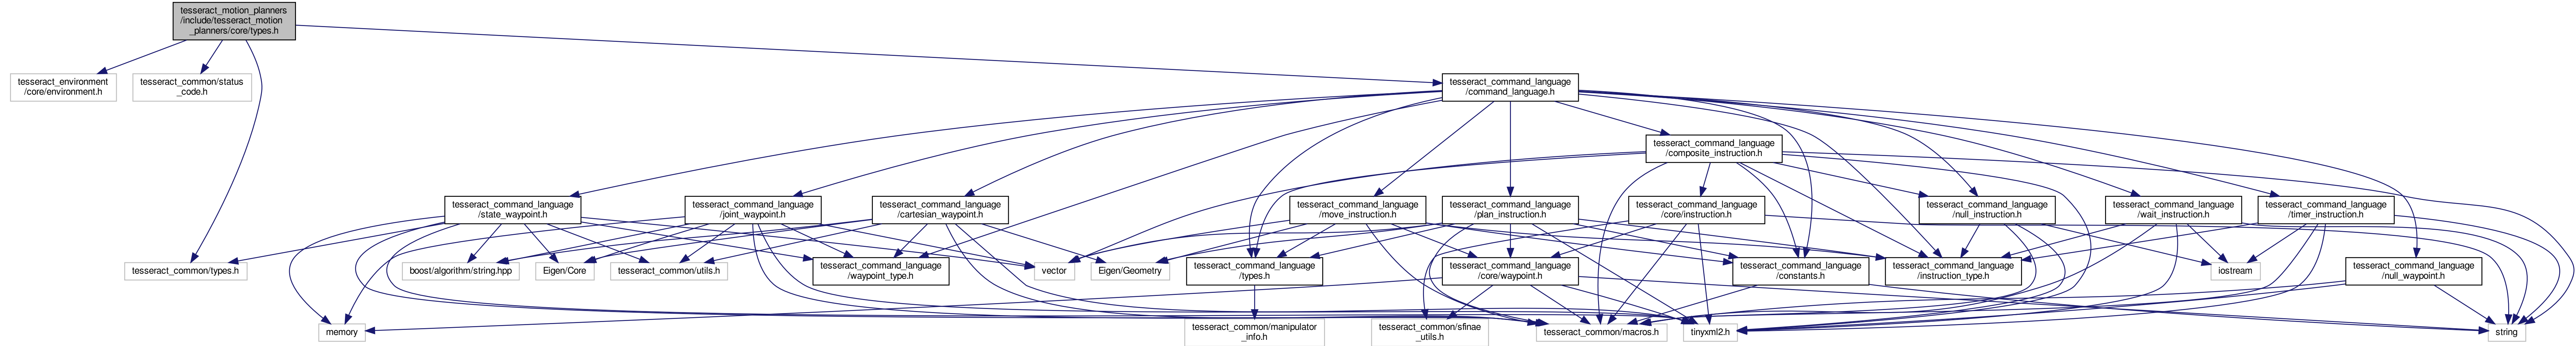 tesseract_motion_planners
/include/tesseract_motion
_planners/core/types.h
tesseract_environment
/core/environment.h
tesseract_common/status
_code.h
tesseract_command_language
/command_language.h
tesseract_command_language
/composite_instruction.h
tesseract_command_language
/state_waypoint.h
tesseract_command_language
/joint_waypoint.h
tesseract_command_language
/cartesian_waypoint.h
tesseract_command_language
/move_instruction.h
tesseract_command_language
/plan_instruction.h
tesseract_command_language
/core/instruction.h
tesseract_command_language
/null_instruction.h
tesseract_command_language
/wait_instruction.h
tesseract_command_language
/timer_instruction.h
tesseract_common/types.h
boost/algorithm/string.hpp
Eigen/Core
tesseract_common/utils.h
tesseract_command_language
/waypoint_type.h
vector
Eigen/Geometry
tesseract_command_language
/types.h
tesseract_command_language
/core/waypoint.h
tesseract_command_language
/constants.h
tesseract_command_language
/instruction_type.h
iostream
tesseract_command_language
/null_waypoint.h
memory
tesseract_common/manipulator
_info.h
tesseract_common/sfinae
_utils.h
tesseract_common/macros.h
tinyxml2.h
string